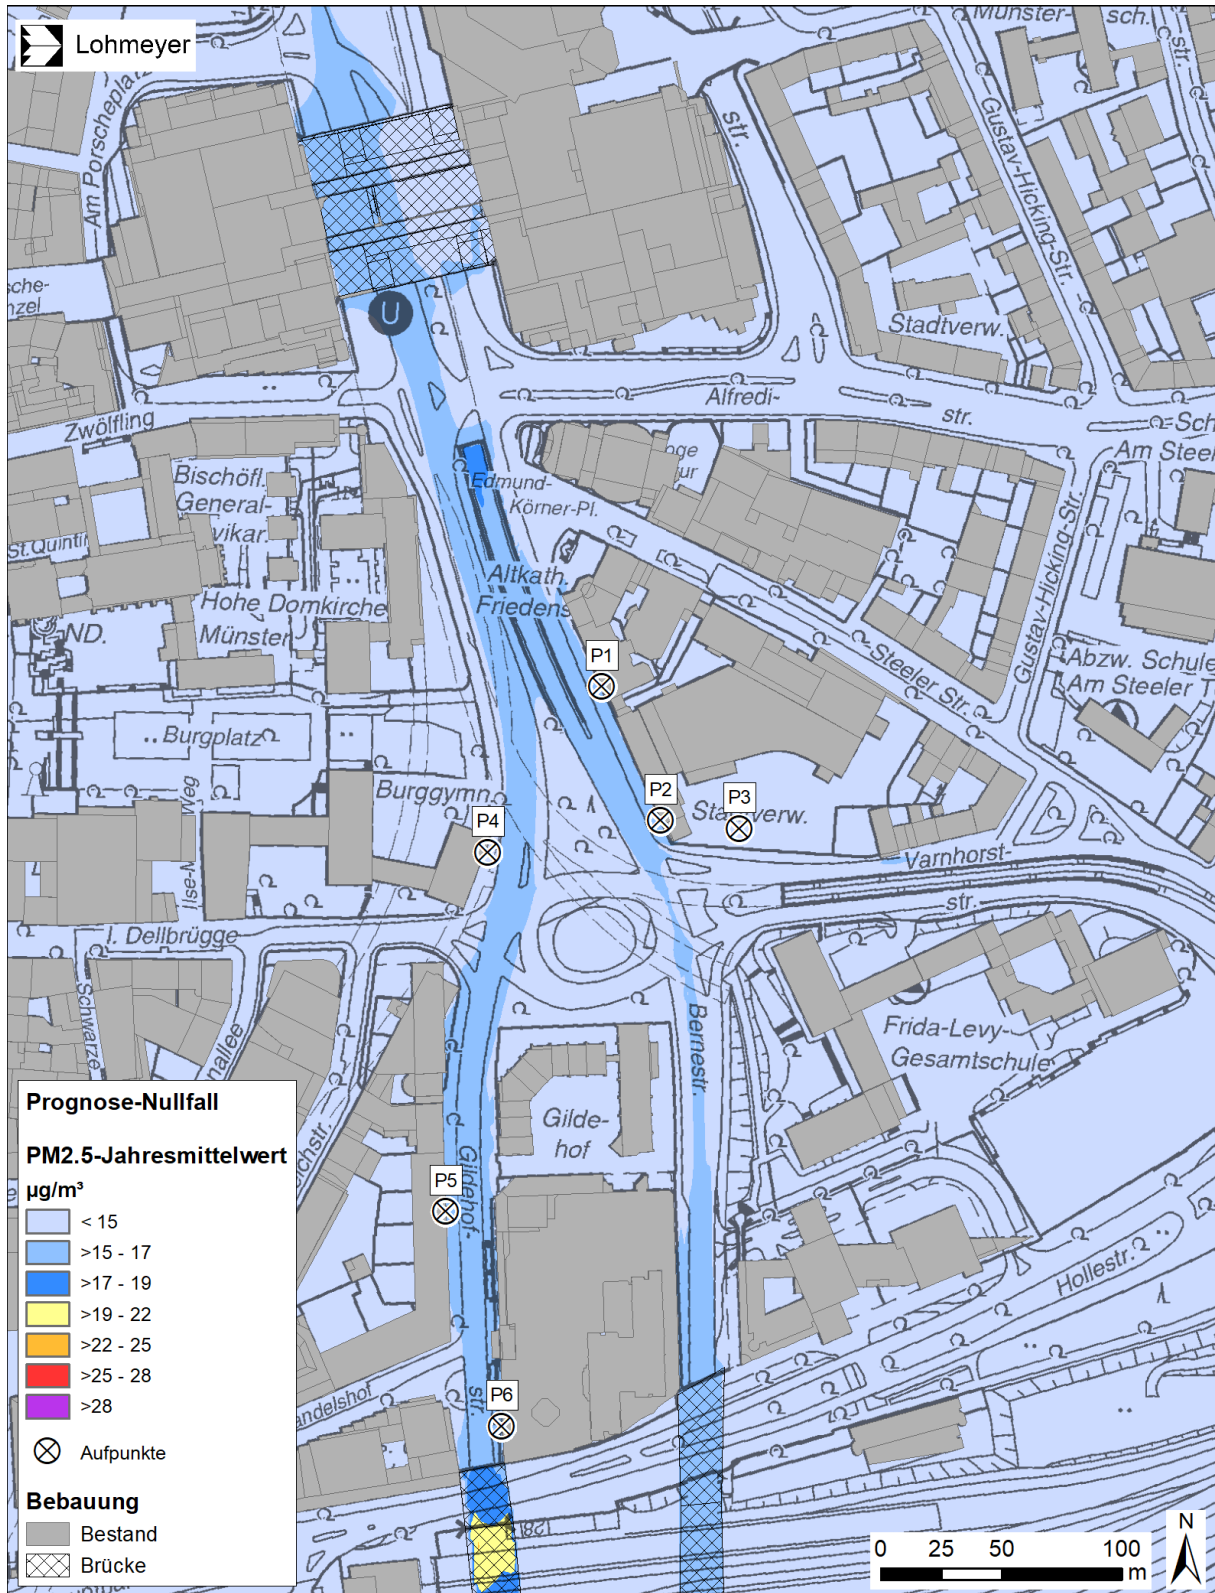 Lohmeyer
Münster-
sch.
str.
Am Porscheplatz
str.
Gustav-Hicking-Str.
Stadtverw.
U
Alfredi-
str.
Zwölfling
Am Steel
Bischöfl.
General-
vikar.
Edmund-
Körner-Pl.
St.Quintin
Altkath.
Friedens
Hohe Domkirche
Münster
ND.
Gustav-Hicking-Str.
P1
Steeler Str.
Abzw. Schule
Am Steeler T
Burgplatz
Burggymn.
P2
P3
Stadtverw.
P4
Varnhorst-
str.
I. Dellbrügge
Schwarze
Bernestr.
Frida-Levy-
Gesamtschule
Gilde-
hof
P5
Gildehof-
str.
Hollestr.
P6
andelshof
Prognose-Nullfall
PM2.5-Jahresmittelwert
µg/m³
< 15
>15 - 17
>17 - 19
>19 - 22
>22 - 25
>25 - 28
>28
Aufpunkte
Bebauung
Bestand
Brücke
N
0 25 50 100
m